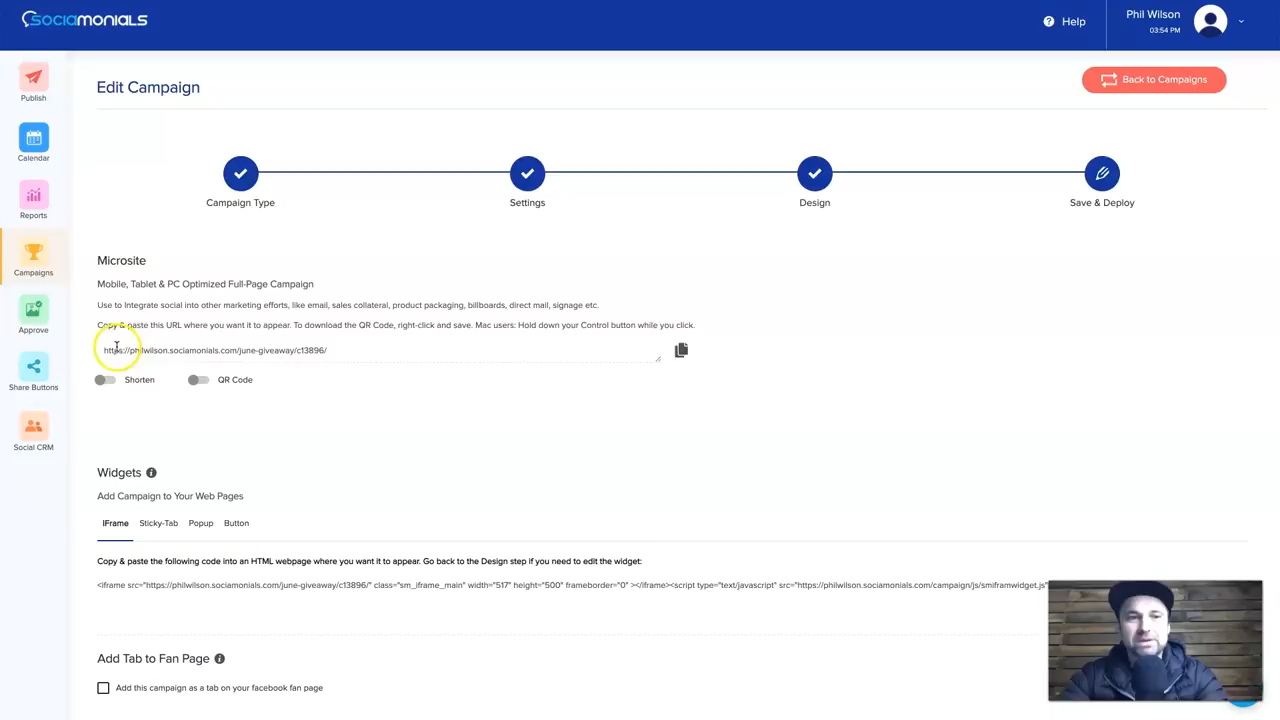 SOCIAMONIALS
Help
Phil Wilson
03:54 PM
Publish
Calendar
Reports
Campaigns
Approve
Share Buttons
Social CRM
Edit Campaign
Back to Campaigns
Campaign Type
Settings
Design
Save & Deploy
Microsite
Mobile, Tablet & PC Optimized Full-Page Campaign
Use to Integrate social into other marketing efforts, like email, sales collateral, product packaging, billboards, direct mail, signage etc.
Copy & paste this URL where you want it to appear. To download the QR Code, right-click and save. Mac users: Hold down your Control button while you click.
https://philwilson.sociamonials.com/june-giveaway/c13896/
Shorten
QR Code
Widgets
Add Campaign to Your Web Pages
IFrame
Sticky-Tab
Popup
Button
Copy & paste the following code into an HTML webpage where you want it to appear. Go back to the Design step if you need to edit the widget:
<iframe src="https://philwilson.sociamonials.com/june-giveaway/c13896/" class="sm_iframe_main" width="517" height="500" frameborder="0" ></iframe><script type="text/javascript" src="https://philwilson.sociamonials.com/campaign/js/smiframwidget.js"
Add Tab to Fan Page
Add this campaign as a tab on your facebook fan page